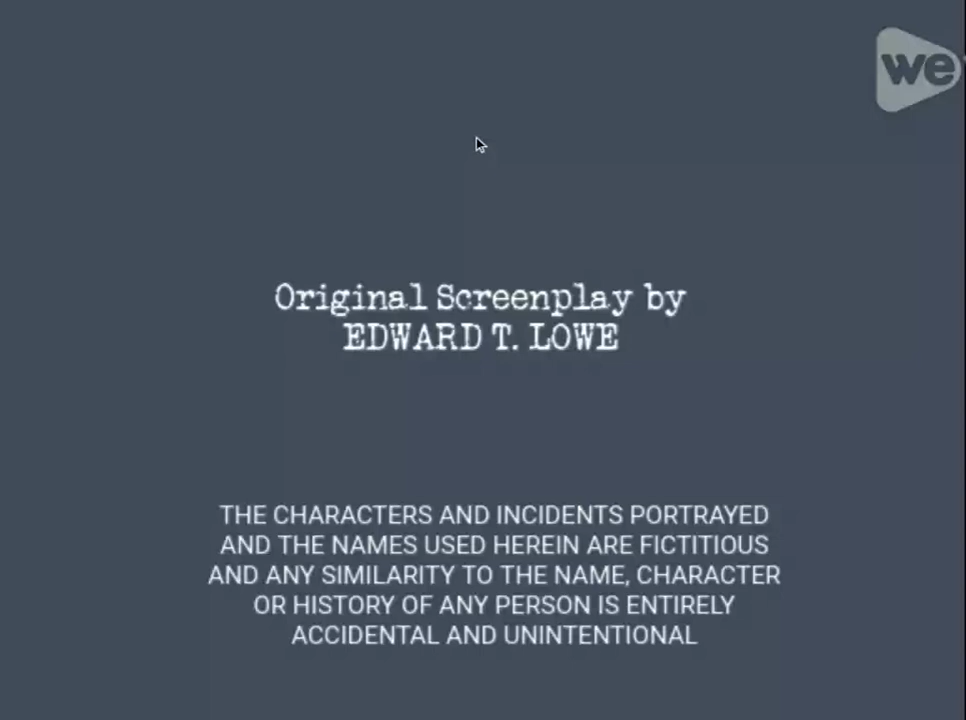 we
Original Screenplay by
EDWARD T. LOWE
THE CHARACTERS AND INCIDENTS PORTRAYED
AND THE NAMES USED HEREIN ARE FICTITIOUS
AND ANY SIMILARITY TO THE NAME, CHARACTER
OR HISTORY OF ANY PERSON IS ENTIRELY
ACCIDENTAL AND UNINTENTIONAL